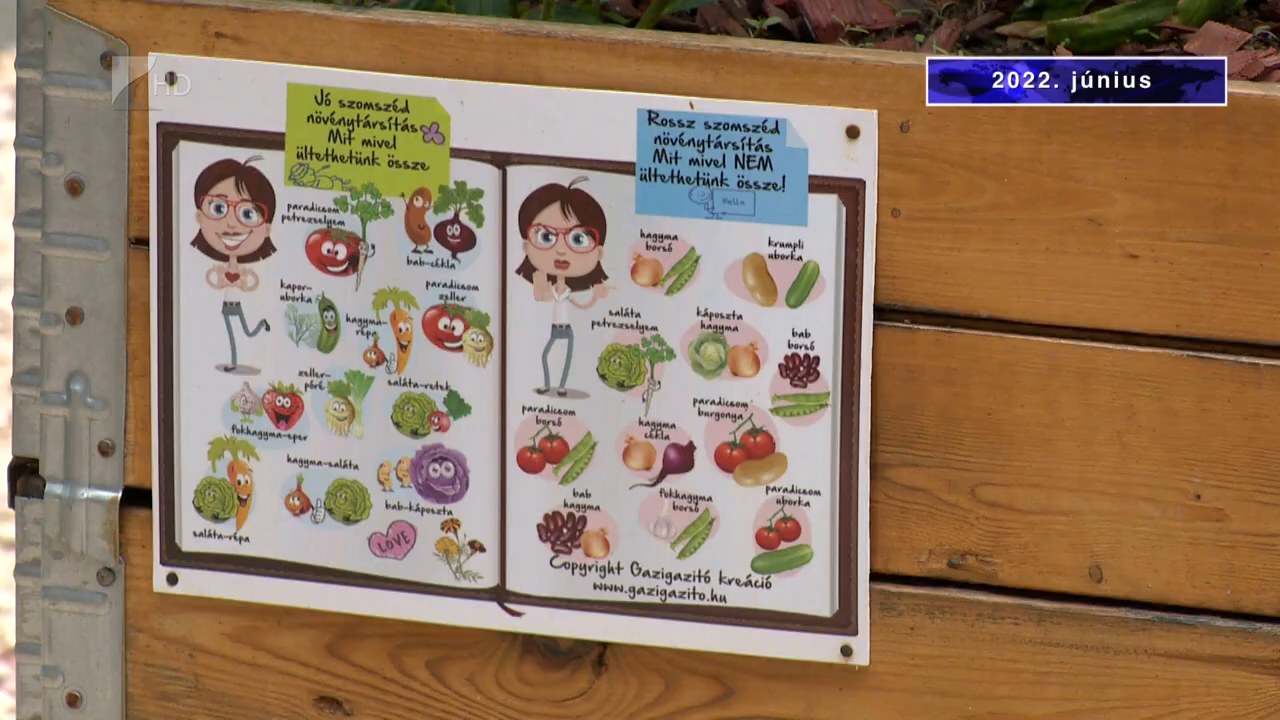 HD
2022. június
Jó szomszéd
növénytársítás
Mit mivel
ültethetünk össze
paradicsom
petrezselyem
bab-cékla
kapor-
uborka
hagyma-
répa
paradicsom
zeller
fokhagyma-eper
zeller-
póré
saláta-retek
saláta-répa
hagyma-saláta
bab-káposzta
LOVE
Rossz szomszéd
növénytársítás
Mit mivel NEM
ültethetünk össze!
Hello
hagyma
borsó
krumpli
uborka
saláta
petrezselyem
káposzta
hagyma
bab
borsó
paradicsom
borsó
hagyma
cékla
paradicsom
burgonya
bab
hagyma
fokhagyma
borsó
paradicsom
uborka
Copyright Gazigazitó kreáció
www.gazigazito.hu